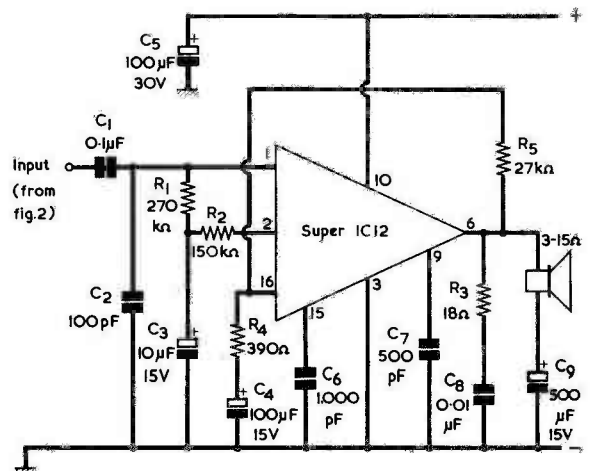 +
C5
100µF
30V
C1
0·1µF
Input
(from
fig.2)
R1
270
kΩ
R2
150kΩ
1
2
16
Super IC12
10
6
9
3
15
R5
27kΩ
3-15Ω
C2
100pF
C3
10µF
15V
R4
390Ω
C4
100µF
15V
C6
1,000
pF
C7
500
pF
R3
18Ω
C8
0·01
µF
C9
500
µF
15V
+
+
+
+
−